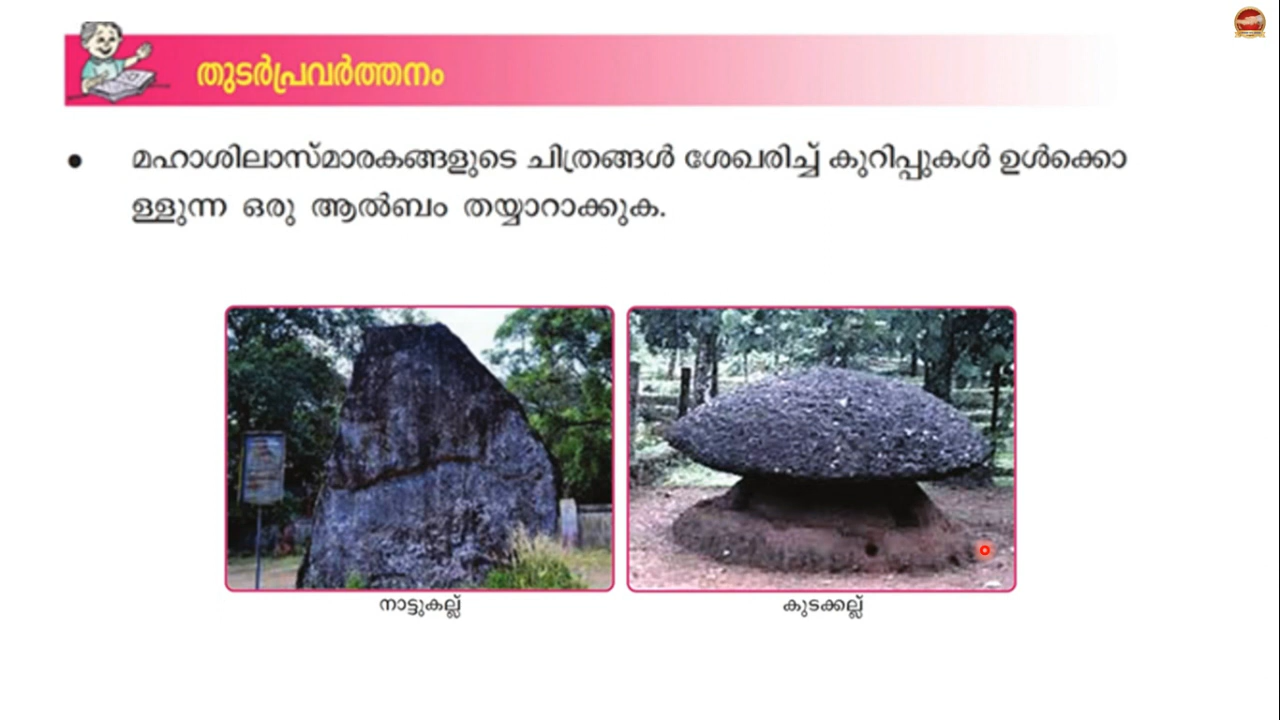 തുടർപ്രവർത്തനം
● മഹാശിലാസ്മാരകങ്ങളുടെ ചിത്രങ്ങൾ ശേഖരിച്ച് കുറിപ്പുകൾ ഉൾക്കൊ
ള്ളുന്ന ഒരു ആൽബം തയ്യാറാക്കുക.
നാട്ടുകല്ല്
കുടക്കല്ല്